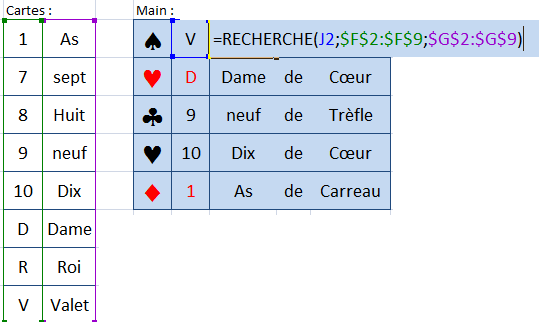 Cartes : Main :
1 As ♠ V =RECHERCHE(J2;$F$2:$F$9;$G$2:$G$9)
7 sept ♥ D Dame de Cœur
8 Huit ♣ 9 neuf de Trèfle
9 neuf ♥ 10 Dix de Cœur
10 Dix ♦ 1 As de Carreau
D Dame
R Roi
V Valet